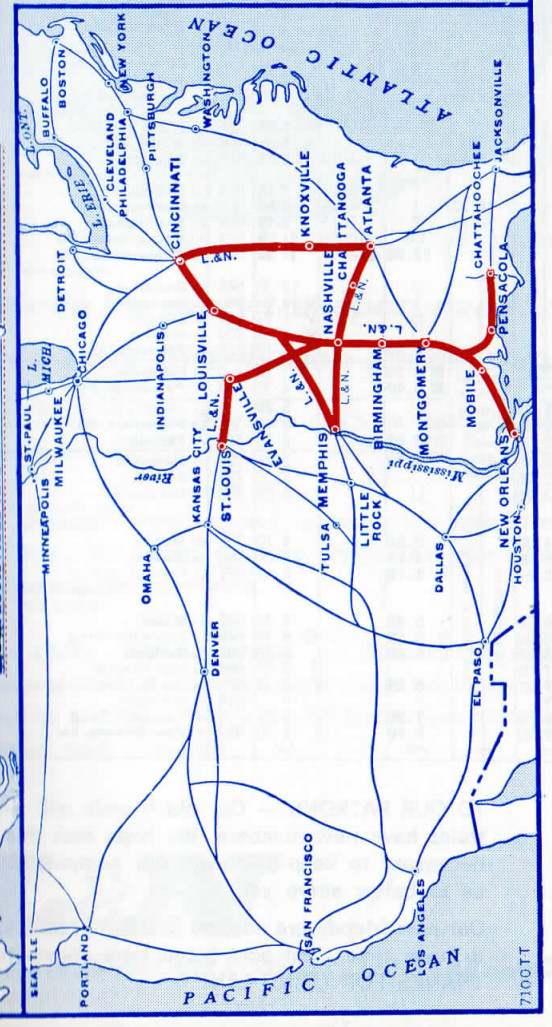 ATLANTIC OCEAN
BOSTON
NEW YORK
BUFFALO
L. ONT.
WASHINGTON
PITTSBURGH
PHILADELPHIA
CLEVELAND
L. ERIE
CINCINNATI
DETROIT
KNOXVILLE
CHATTANOOGA
ATLANTA
CHATTAHOOCHEE
JACKSONVILLE
L.&N.
NASHVILLE
L.&N.
PENSACOLA
L. MICH.
CHICAGO
MILWAUKEE
INDIANAPOLIS
LOUISVILLE
L.&N.
BIRMINGHAM
MONTGOMERY
MOBILE
L.&N.
L.&N.
L.&N.
EVANSVILLE
ST. PAUL
MINNEAPOLIS
River
Mississippi
KANSAS CITY
ST. LOUIS
MEMPHIS
LITTLE
ROCK
NEW ORLEANS
HOUSTON
OMAHA
TULSA
DALLAS
DENVER
EL PASO
SEATTLE
PORTLAND
SAN FRANCISCO
LOS ANGELES
PACIFIC OCEAN
7100TT